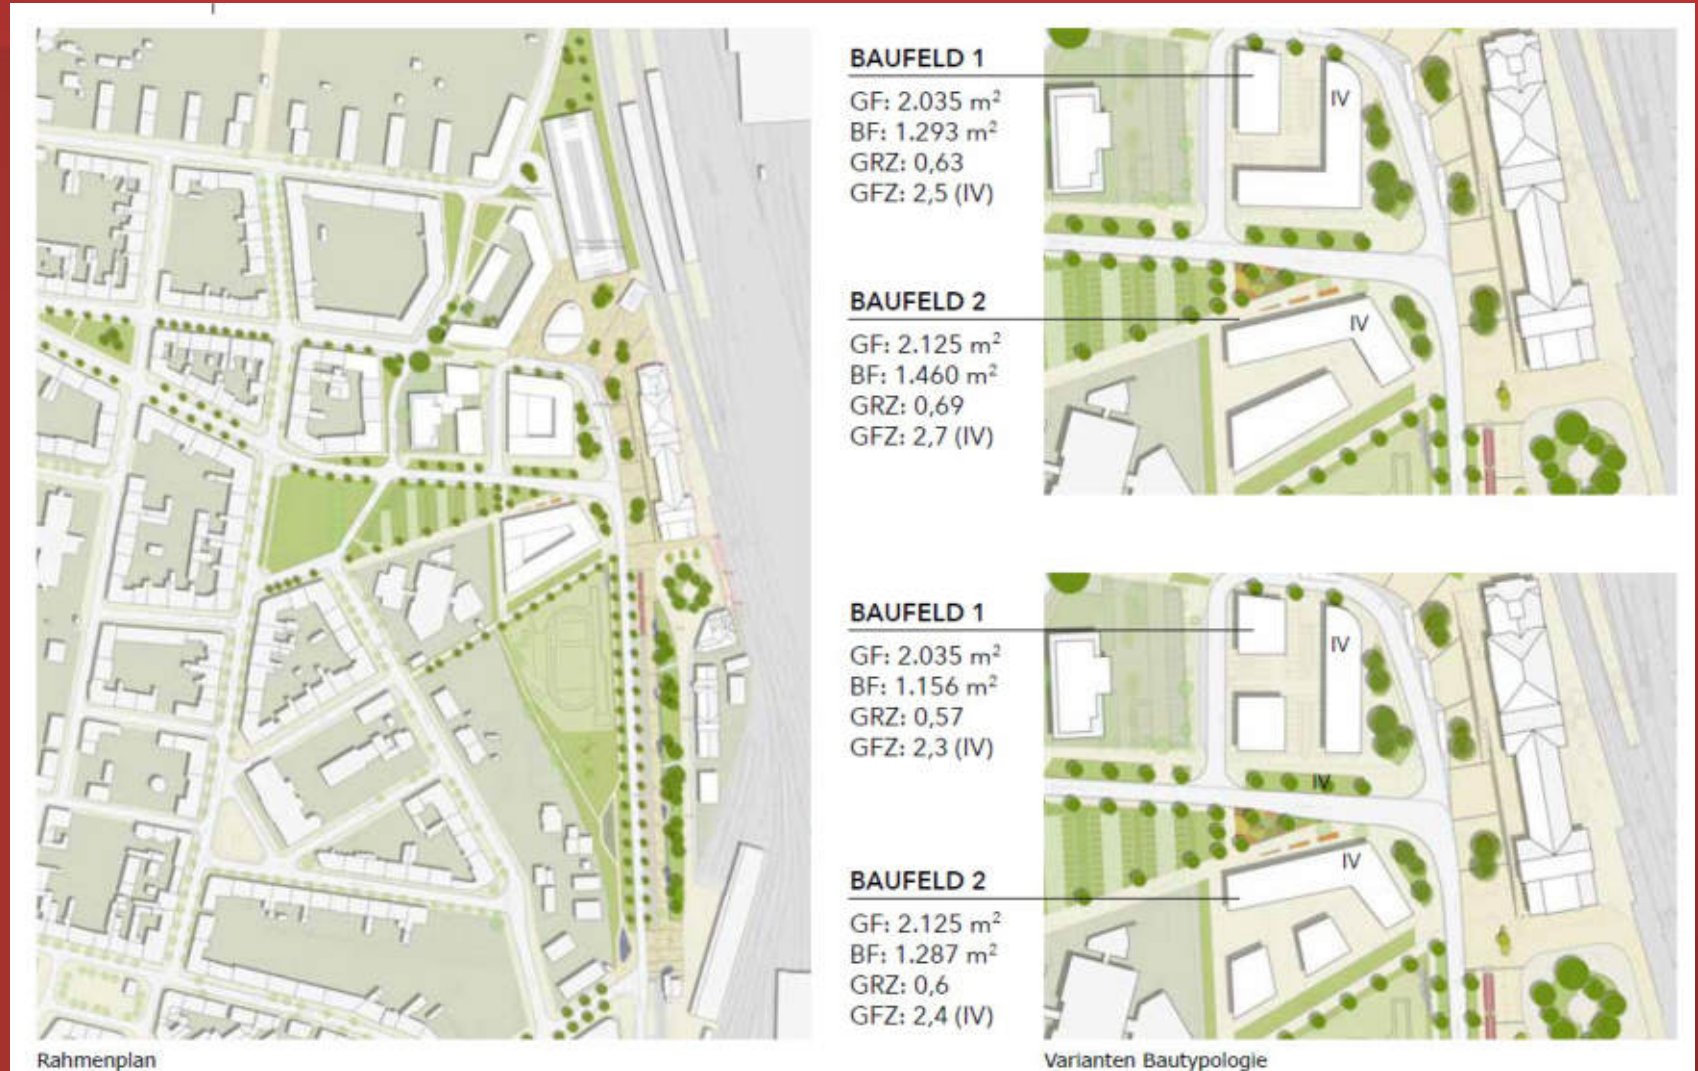 BAUFELD 1
GF: 2.035 m²
BF: 1.293 m²
GRZ: 0,63
GFZ: 2,5 (IV)
IV
BAUFELD 2
GF: 2.125 m²
BF: 1.460 m²
GRZ: 0,69
GFZ: 2,7 (IV)
IV
BAUFELD 1
GF: 2.035 m²
BF: 1.156 m²
GRZ: 0,57
GFZ: 2,3 (IV)
IV
IV
BAUFELD 2
GF: 2.125 m²
BF: 1.287 m²
GRZ: 0,6
GFZ: 2,4 (IV)
IV
Rahmenplan
Varianten Bautypologie